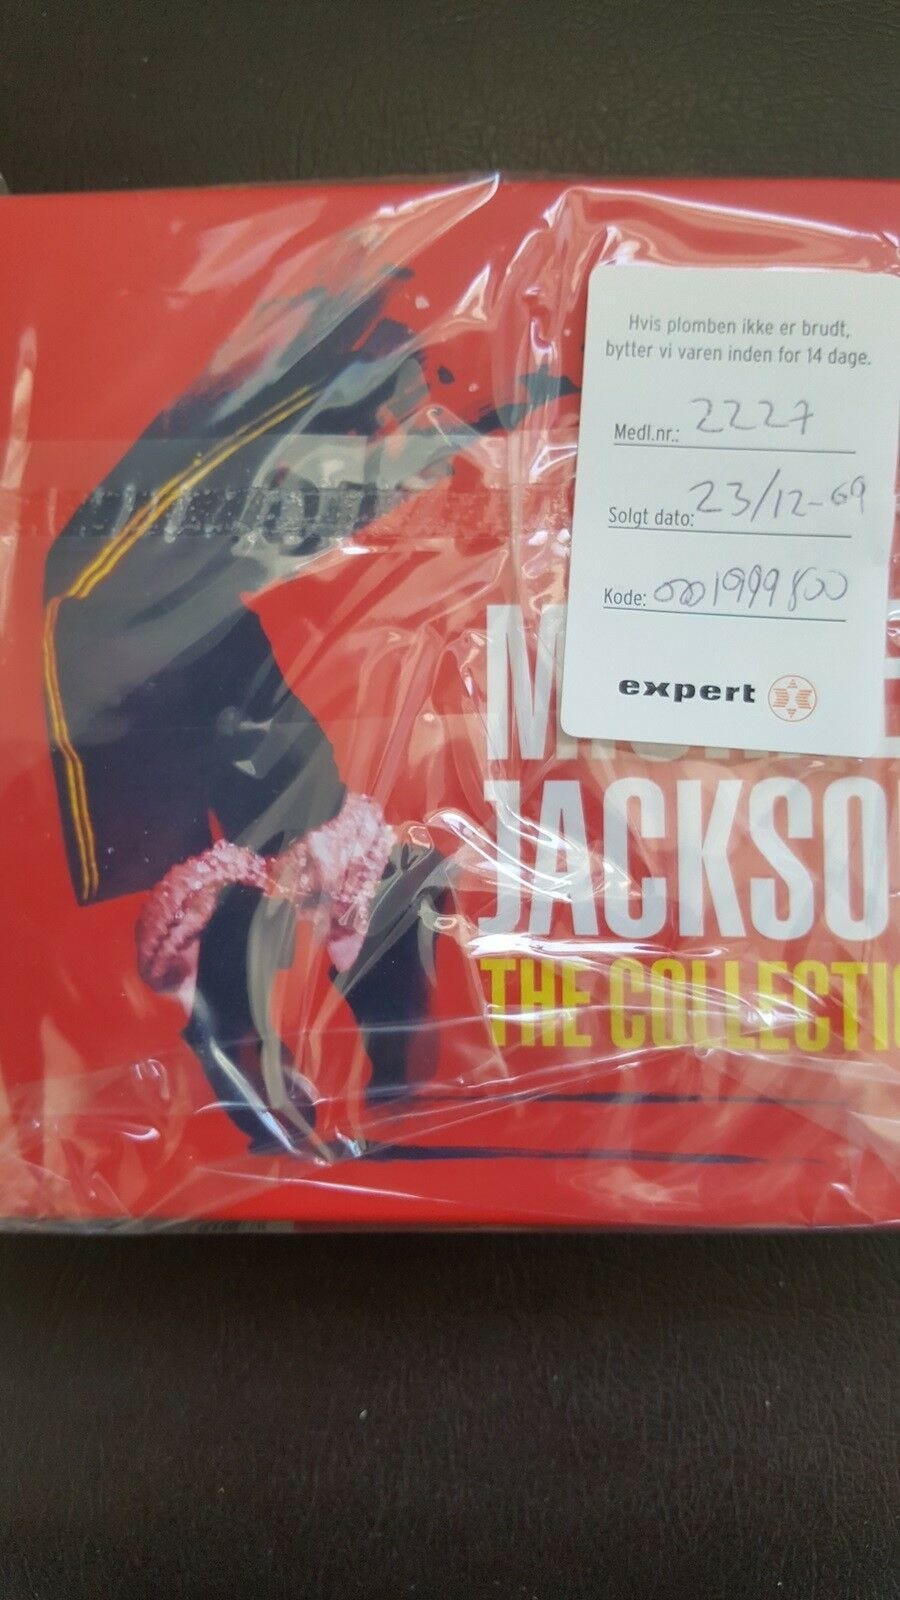 Hvis plomben ikke er brudt,
bytter vi varen inden for 14 dage.
Medl.nr.: 2227
Solgt dato: 23/12-09
Kode: 0001999800
expert
JACKSO
THE COLLECTI